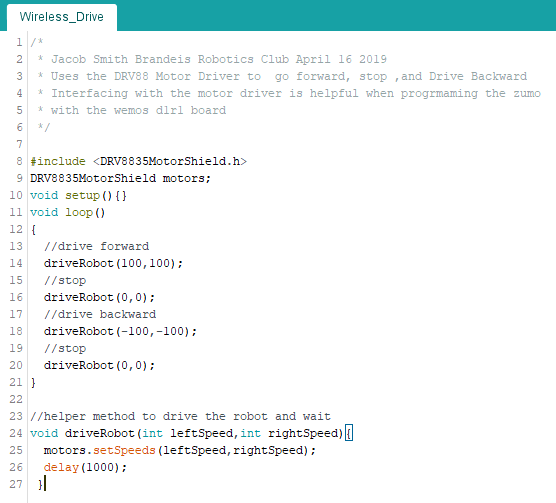 Wireless_Drive
1 /*
2 * Jacob Smith Brandeis Robotics Club April 16 2019
3 * Uses the DRV88 Motor Driver to  go forward, stop ,and Drive Backward
4 * Interfacing with the motor driver is helpful when progrmaming the zumo
5 * with the wemos dlrl board
6 */
7
8 #include <DRV8835MotorShield.h>
9 DRV8835MotorShield motors;
10 void setup(){}
11 void loop()
12 {
13   //drive forward
14   driveRobot(100,100);
15   //stop
16   driveRobot(0,0);
17   //drive backward
18   driveRobot(-100,-100);
19   //stop
20   driveRobot(0,0);
21 }
22
23 //helper method to drive the robot and wait
24 void driveRobot(int leftSpeed,int rightSpeed){
25   motors.setSpeeds(leftSpeed,rightSpeed);
26   delay(1000);
27  }